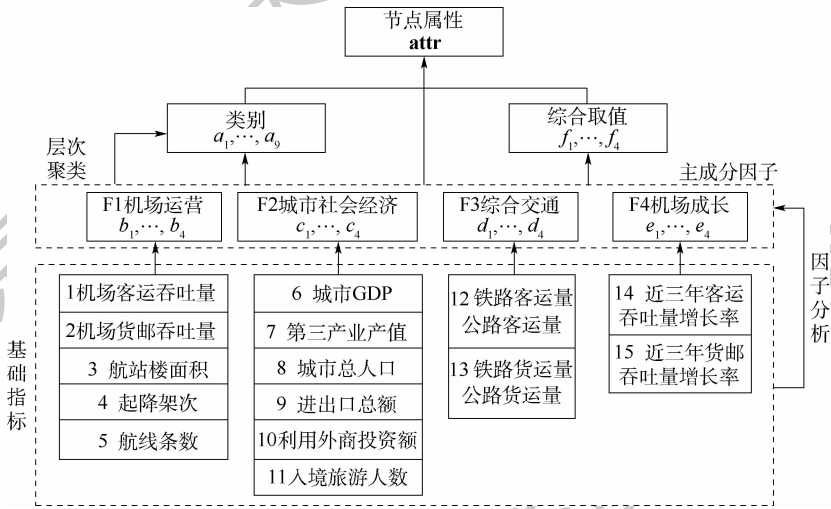 节点属性
attr
类别
a1,···, a9
综合取值
f1,···, f4
层次
聚类
主成分因子
F1机场运营
b1,···, b4
F2城市社会经济
c1,···, c4
F3综合交通
d1,···, d4
F4机场成长
e1,···, e4
因子分析
基础指标
1机场客运吞吐量
2机场货邮吞吐量
3 航站楼面积
4 起降架次
5 航线条数
6 城市GDP
7 第三产业产值
8 城市总人口
9 进出口总额
10利用外商投资额
11入境旅游人数
12 铁路客运量
公路客运量
13 铁路货运量
公路货运量
14 近三年客运
吞吐量增长率
15 近三年货邮
吞吐量增长率